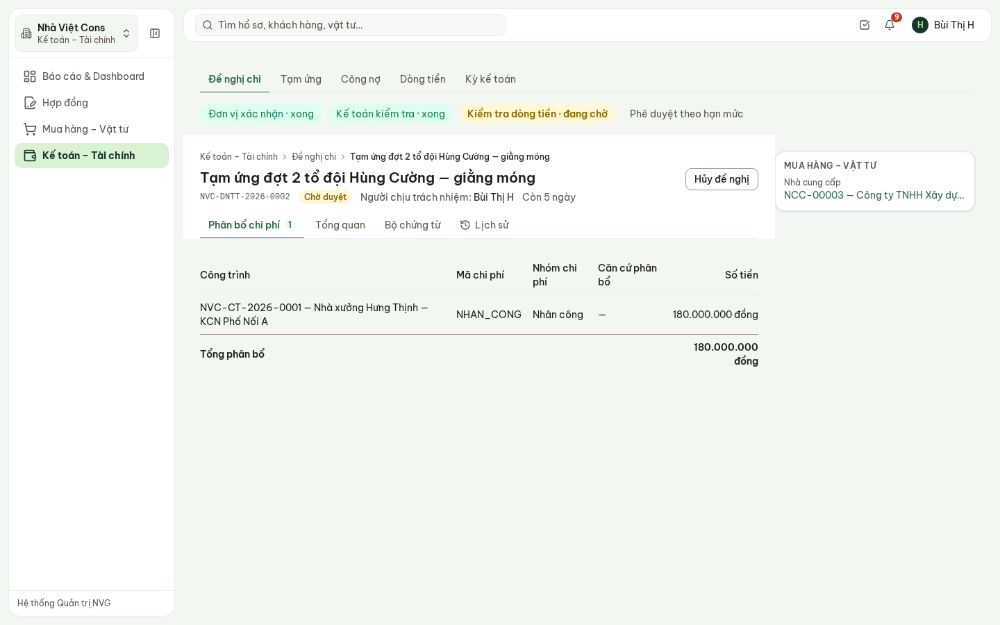 Nhà Việt Cons
Kế toán – Tài chính
Báo cáo & Dashboard
Hợp đồng
Mua hàng – Vật tư
Kế toán – Tài chính
Hệ thống Quản trị NVG
Tìm hồ sơ, khách hàng, vật tư...
9
H
Bùi Thị H
Đề nghị chi
Tạm ứng
Công nợ
Dòng tiền
Kỳ kế toán
Đơn vị xác nhận · xong
Kế toán kiểm tra · xong
Kiểm tra dòng tiền · đang chờ
Phê duyệt theo hạn mức
Kế toán – Tài chính > Đề nghị chi > Tạm ứng đợt 2 tổ đội Hùng Cường — giằng móng
Tạm ứng đợt 2 tổ đội Hùng Cường — giằng móng
Hủy đề nghị
NVC-DNTT-2026-0002 Chờ duyệt Người chịu trách nhiệm: Bùi Thị H Còn 5 ngày
Phân bổ chi phí 1
Tổng quan
Bộ chứng từ
Lịch sử
MUA HÀNG – VẬT TƯ
Nhà cung cấp
NCC-00003 — Công ty TNHH Xây dự...
Công trình
Mã chi phí
Nhóm chi
phí
Căn cứ phân
bổ
Số tiền
NVC-CT-2026-0001 — Nhà xưởng Hưng Thịnh —
KCN Phố Nối A
NHAN_CONG
Nhân công
—
180.000.000 đồng
Tổng phân bổ
180.000.000
đồng